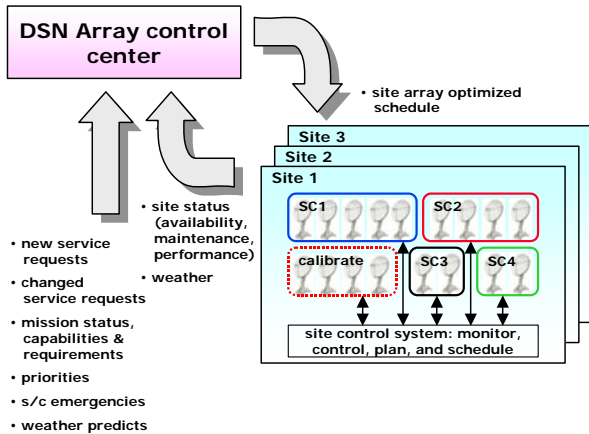 DSN Array control
center
• site array optimized
schedule
Site 3
Site 2
Site 1
SC1
SC2
calibrate
SC3
SC4
site control system: monitor,
control, plan, and schedule
• site status
(availability,
maintenance,
performance)
• weather
• new service
requests
• changed
service requests
• mission status,
capabilities &
requirements
• priorities
• s/c emergencies
• weather predicts